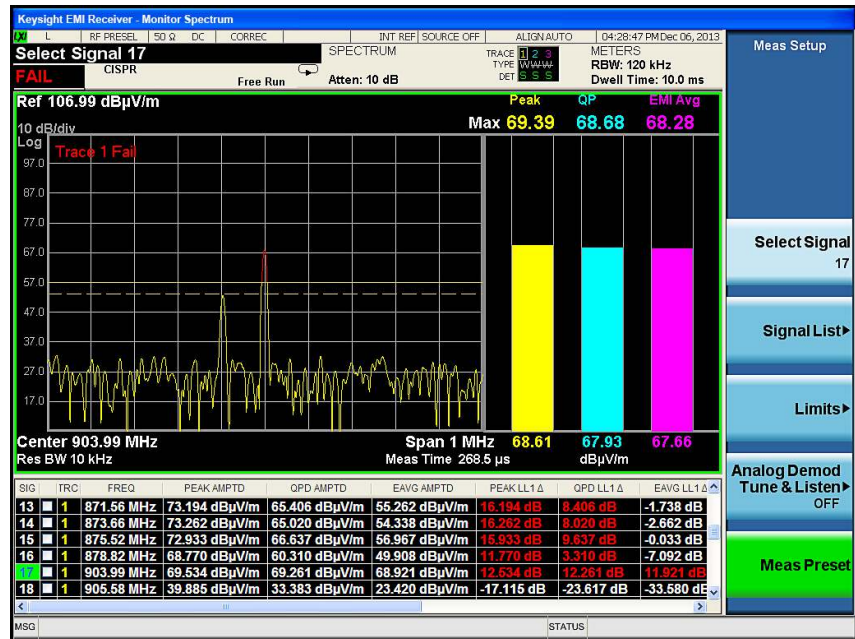 Keysight EMI Receiver - Monitor Spectrum
LXI L RF PRESEL 50 Ω DC CORREC INT REF SOURCE OFF ALIGN AUTO 04:28:47 PM Dec 06, 2013
Select Signal 17 SPECTRUM TRACE 1 2 3 METERS
TYPE WWW RBW: 120 kHz
FAIL CISPR Free Run Atten: 10 dB DET S S S Dwell Time: 10.0 ms
Meas Setup
Ref 106.99 dBµV/m Peak QP EMI Avg
10 dB/div Max 69.39 68.68 68.28
Log
Trace 1 Fail
97.0
87.0
77.0
67.0
57.0
47.0
37.0
27.0
17.0
Center 903.99 MHz Span 1 MHz 68.61 67.93 67.66
Res BW 10 kHz Meas Time 268.5 µs dBµV/m
SIG TRC FREQ PEAK AMPTD QPD AMPTD EAVG AMPTD PEAK LL1 Δ QPD LL1 Δ EAVG LL1 Δ
13 1 871.56 MHz 73.194 dBµV/m 65.406 dBµV/m 55.262 dBµV/m 16.194 dB 8.406 dB -1.738 dB
14 1 873.66 MHz 73.262 dBµV/m 65.020 dBµV/m 54.338 dBµV/m 16.262 dB 8.020 dB -2.662 dB
15 1 875.52 MHz 72.933 dBµV/m 66.637 dBµV/m 56.967 dBµV/m 15.933 dB 9.637 dB -0.033 dB
16 1 878.82 MHz 68.770 dBµV/m 60.310 dBµV/m 49.908 dBµV/m 11.770 dB 3.310 dB -7.092 dB
17 1 903.99 MHz 69.534 dBµV/m 69.261 dBµV/m 68.921 dBµV/m 12.534 dB 12.261 dB 11.921 dB
18 1 905.58 MHz 39.885 dBµV/m 33.383 dBµV/m 23.420 dBµV/m -17.115 dB -23.617 dB -33.580 dB
MSG STATUS
Select Signal
17
Signal List
Limits
Analog Demod
Tune & Listen
OFF
Meas Preset